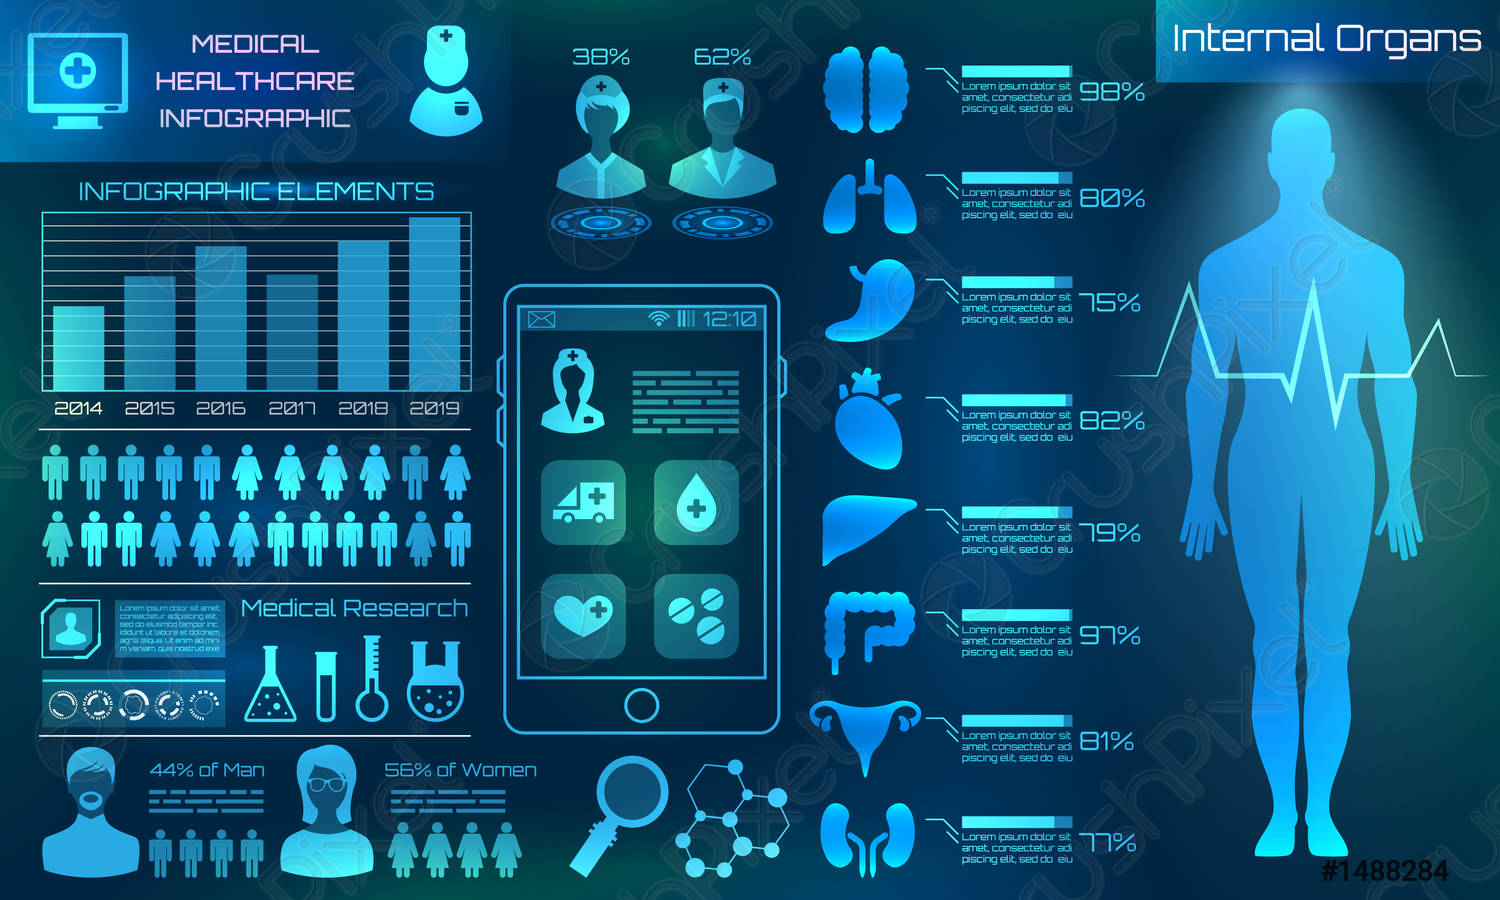 MEDICAL
HEALTHCARE
INFOGRAPHIC
INFOGRAPHIC ELEMENTS
2014 2015 2016 2017 2018 2019
Lorem ipsum dolor sit amet,
consectetur adipiscing elit,
sed do eiusmod tempor
incididunt ut labore et dolore
magna aliqua. Ut enim ad mini
m veniam, quis nostrud exe
Medical Research
44% of Man
56% of Women
38% 62%
12:10
Internal Organs
Lorem ipsum dolor sit
amet, consectetur adi
piscing elit, sed do eiu
98%
Lorem ipsum dolor sit
amet, consectetur adi
piscing elit, sed do eiu
80%
Lorem ipsum dolor sit
amet, consectetur adi
piscing elit, sed do eiu
75%
Lorem ipsum dolor sit
amet, consectetur adi
piscing elit, sed do eiu
82%
Lorem ipsum dolor sit
amet, consectetur adi
piscing elit, sed do eiu
79%
Lorem ipsum dolor sit
amet, consectetur adi
piscing elit, sed do eiu
97%
Lorem ipsum dolor sit
amet, consectetur adi
piscing elit, sed do eiu
81%
Lorem ipsum dolor sit
amet, consectetur adi
piscing elit, sed do eiu
77%
crushpixel
#1488284